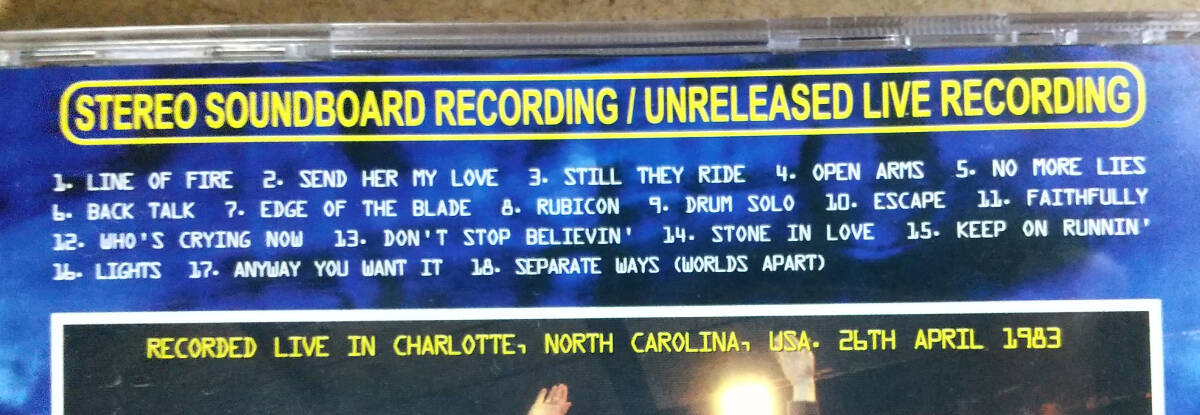 STEREO SOUNDBOARD RECORDING / UNRELEASED LIVE RECORDING
1. LINE OF FIRE 2. SEND HER MY LOVE 3. STILL THEY RIDE 4. OPEN ARMS 5. NO MORE LIES
6. BACK TALK 7. EDGE OF THE BLADE 8. RUBICON 9. DRUM SOLO 10. ESCAPE 11. FAITHFULLY
12. WHO'S CRYING NOW 13. DON'T STOP BELIEVIN' 14. STONE IN LOVE 15. KEEP ON RUNNIN'
16. LIGHTS 17. ANYWAY YOU WANT IT 18. SEPARATE WAYS (WORLDS APART)
RECORDED LIVE IN CHARLOTTE, NORTH CAROLINA, USA. 26TH APRIL 1983